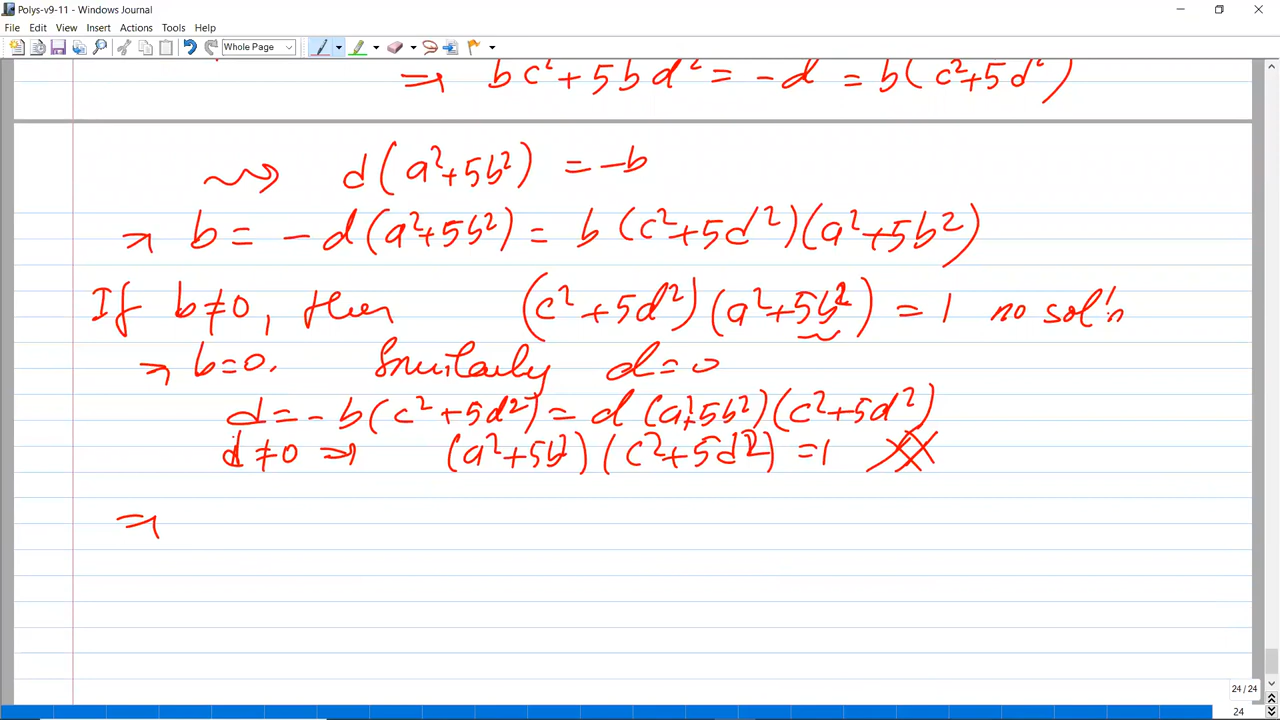 Polys-v9-11 - Windows Journal
File Edit View Insert Actions Tools Help
Whole Page
⇒ bc²+5bd² = -d = b(c²+5d²)
⇝ d(a²+5b²) = -b
⇒ b = -d(a²+5b²) = b(c²+5d²)(a²+5b²)
If b≠0, then (c²+5d²)(a²+5b²) = 1 no sol'n
⇒ b=0. Similarly d=0
d = -b(c²+5d²) = d(a²+5b²)(c²+5d²)
d≠0 ⇒ (a²+5b²)(c²+5d²) = 1
⇒
24 / 24
24